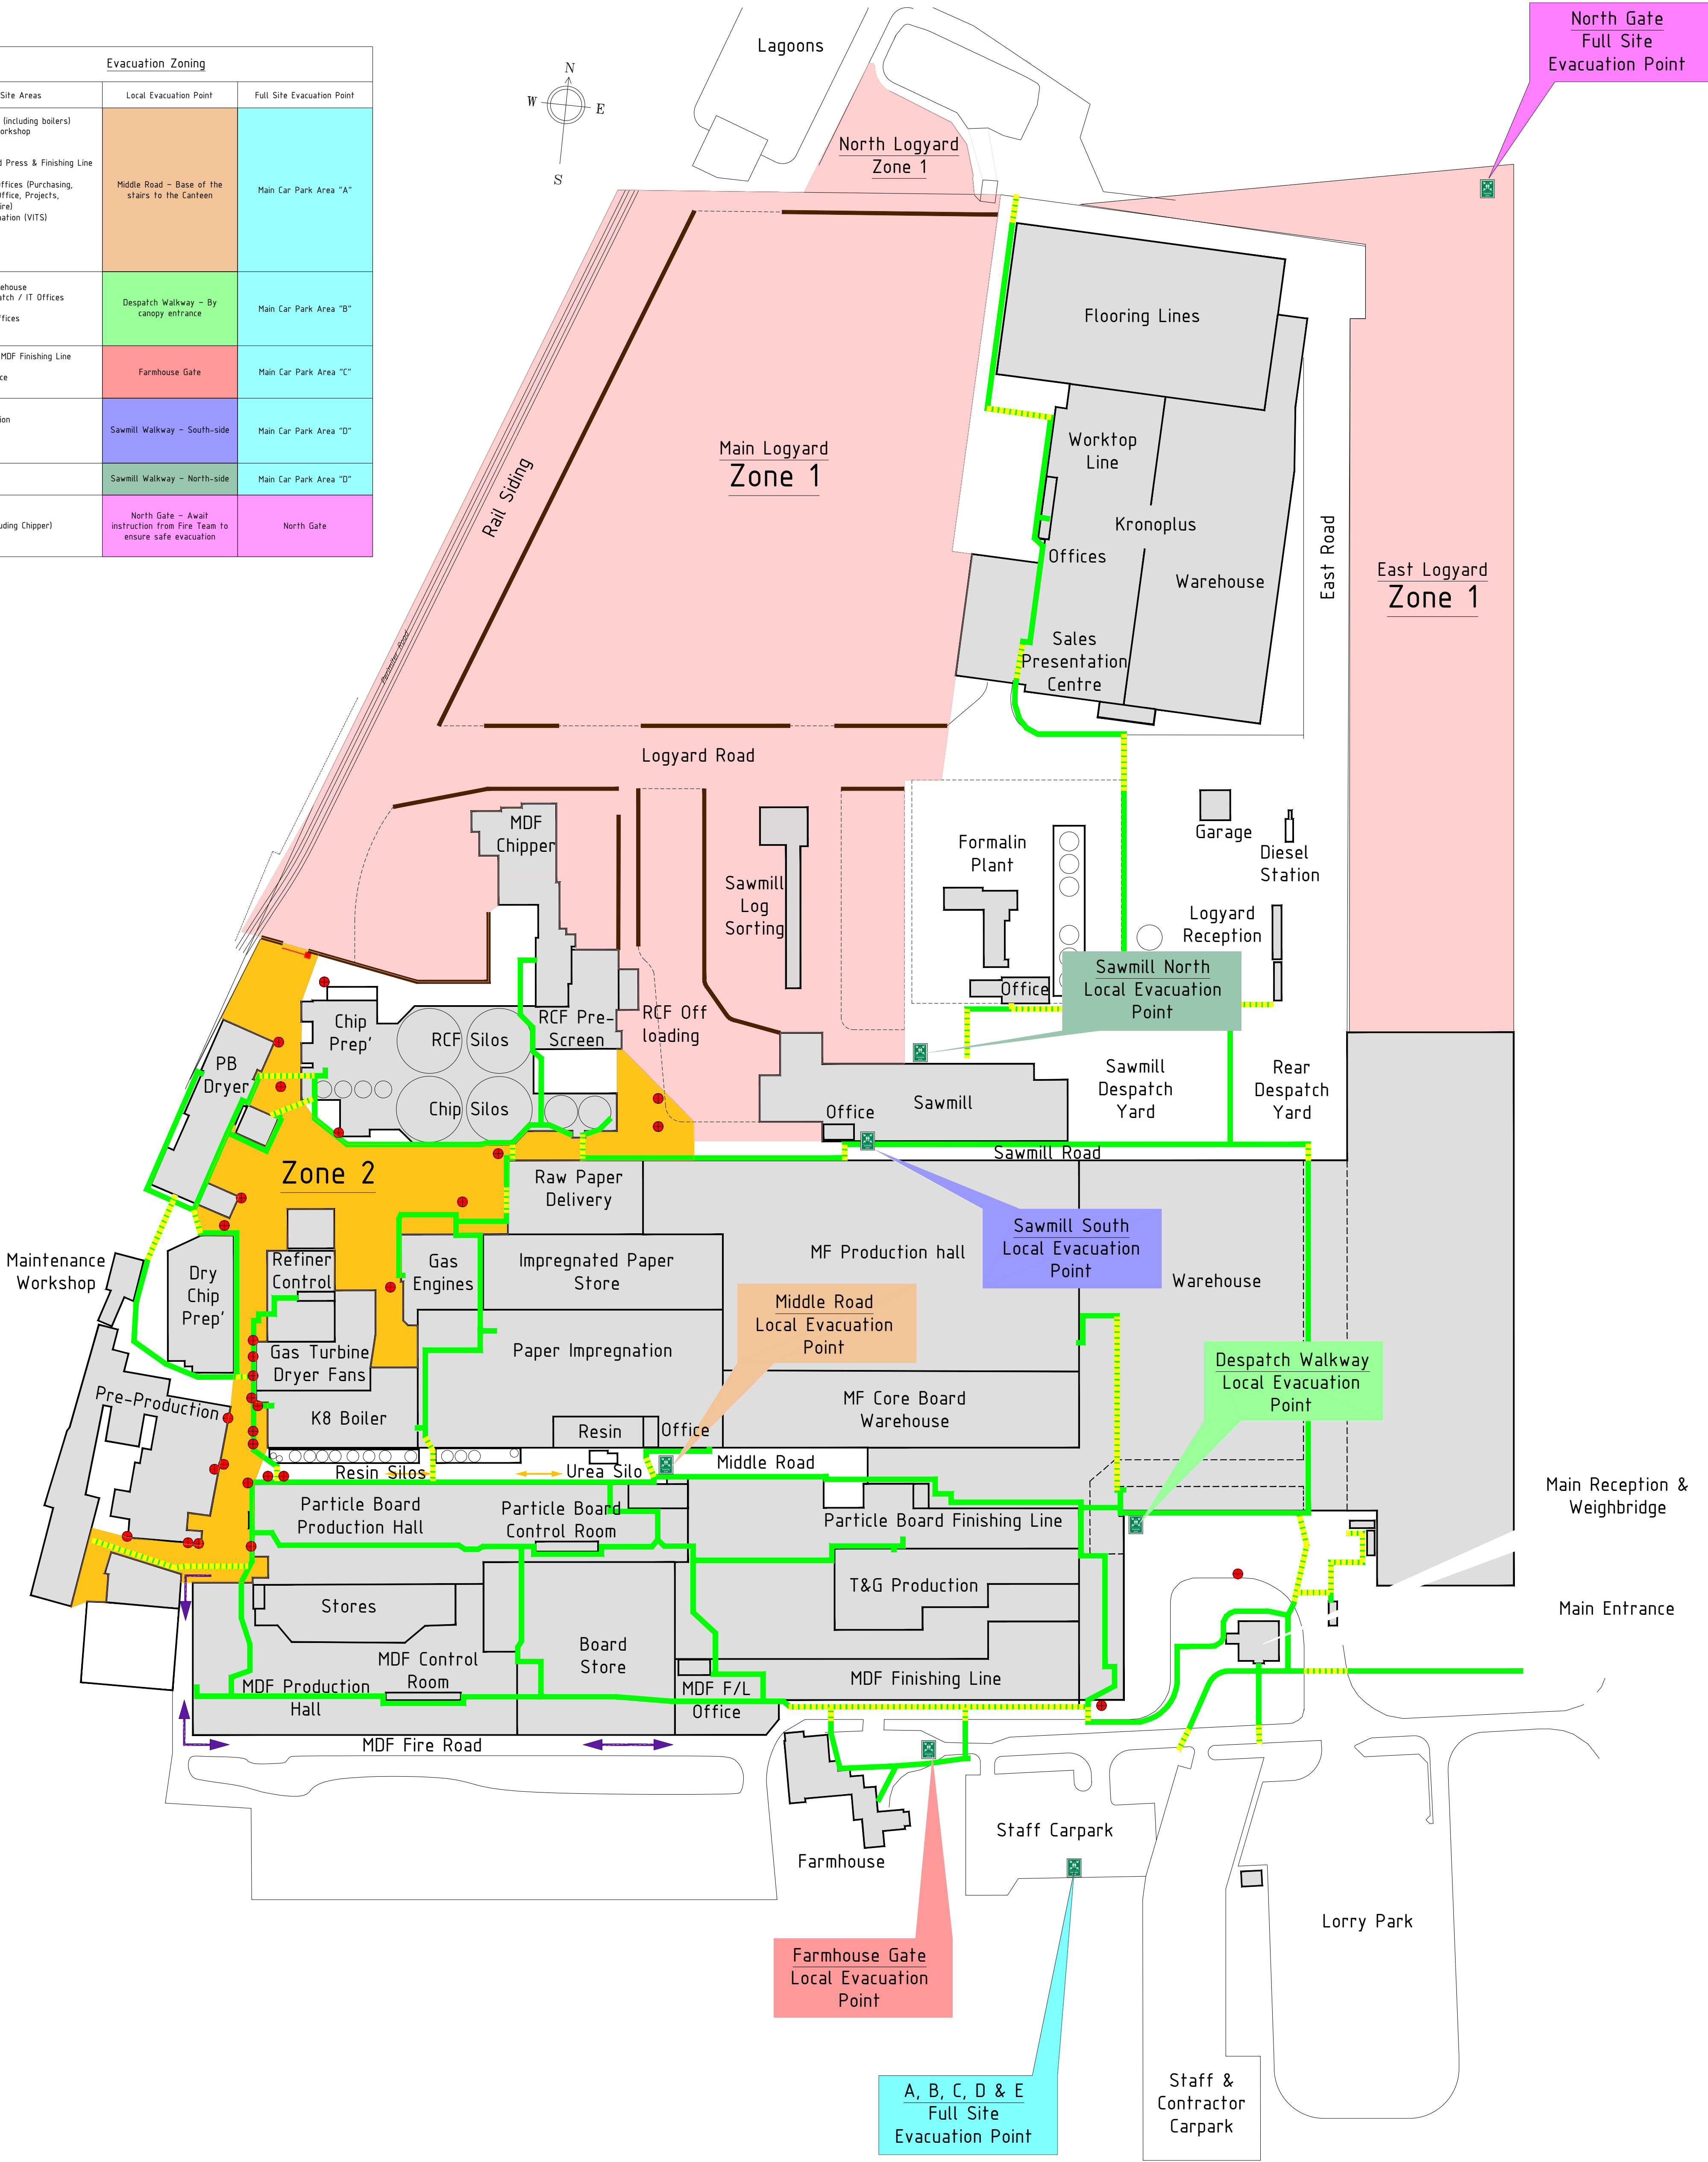 Evacuation Zoning
Site Areas
Local Evacuation Point
Full Site Evacuation Point
(including boilers)
Press & Finishing Line
(Purchasing,
Projects,
(VITS)
Middle Road - Base of the
stairs to the Canteen
Main Car Park Area "A"
/ IT Offices
Despatch Walkway - By
canopy entrance
Main Car Park Area "B"
MDF Finishing Line
Farmhouse Gate
Main Car Park Area "C"
Sawmill Walkway - South-side
Main Car Park Area "D"
Sawmill Walkway - North-side
Main Car Park Area "D"
Chipper)
North Gate - Await
instruction from Fire Team to
ensure safe evacuation
North Gate
N
W
E
S
Lagoons
North Gate
Full Site
Evacuation Point
North Logyard
Zone 1
Flooring Lines
Main Logyard
Zone 1
Rail Siding
Perimeter Road
Worktop
Line
Kronoplus
Offices
Warehouse
East Road
East Logyard
Zone 1
Sales
Presentation
Centre
Logyard Road
MDF
Chipper
Sawmill
Log
Sorting
Formalin
Plant
Garage
Diesel
Station
Logyard
Reception
Office
Sawmill North
Local Evacuation
Point
Chip
Prep'
RCF Silos
RCF Pre-
Screen
RCF Off
loading
PB
Dryer
Chip Silos
Office
Sawmill
Sawmill
Despatch
Yard
Rear
Despatch
Yard
Sawmill Road
Zone 2
Raw Paper
Delivery
Sawmill South
Local Evacuation
Point
Maintenance
Workshop
Dry
Chip
Prep'
Refiner
Control
Gas
Engines
Impregnated Paper
Store
MF Production hall
Warehouse
Middle Road
Local Evacuation
Point
Gas Turbine
Dryer Fans
Paper Impregnation
Despatch Walkway
Local Evacuation
Point
Pre-Production
K8 Boiler
MF Core Board
Warehouse
Resin
Office
Resin Silos
Urea Silo
Middle Road
Main Reception &
Weighbridge
Particle Board
Production Hall
Particle Board
Control Room
Particle Board Finishing Line
T&G Production
Stores
Main Entrance
Board
Store
MDF Control
Room
MDF Production
Hall
MDF F/L
Office
MDF Finishing Line
MDF Fire Road
Farmhouse
Staff Carpark
Farmhouse Gate
Local Evacuation
Point
Lorry Park
A, B, C, D & E
Full Site
Evacuation Point
Staff &
Contractor
Carpark